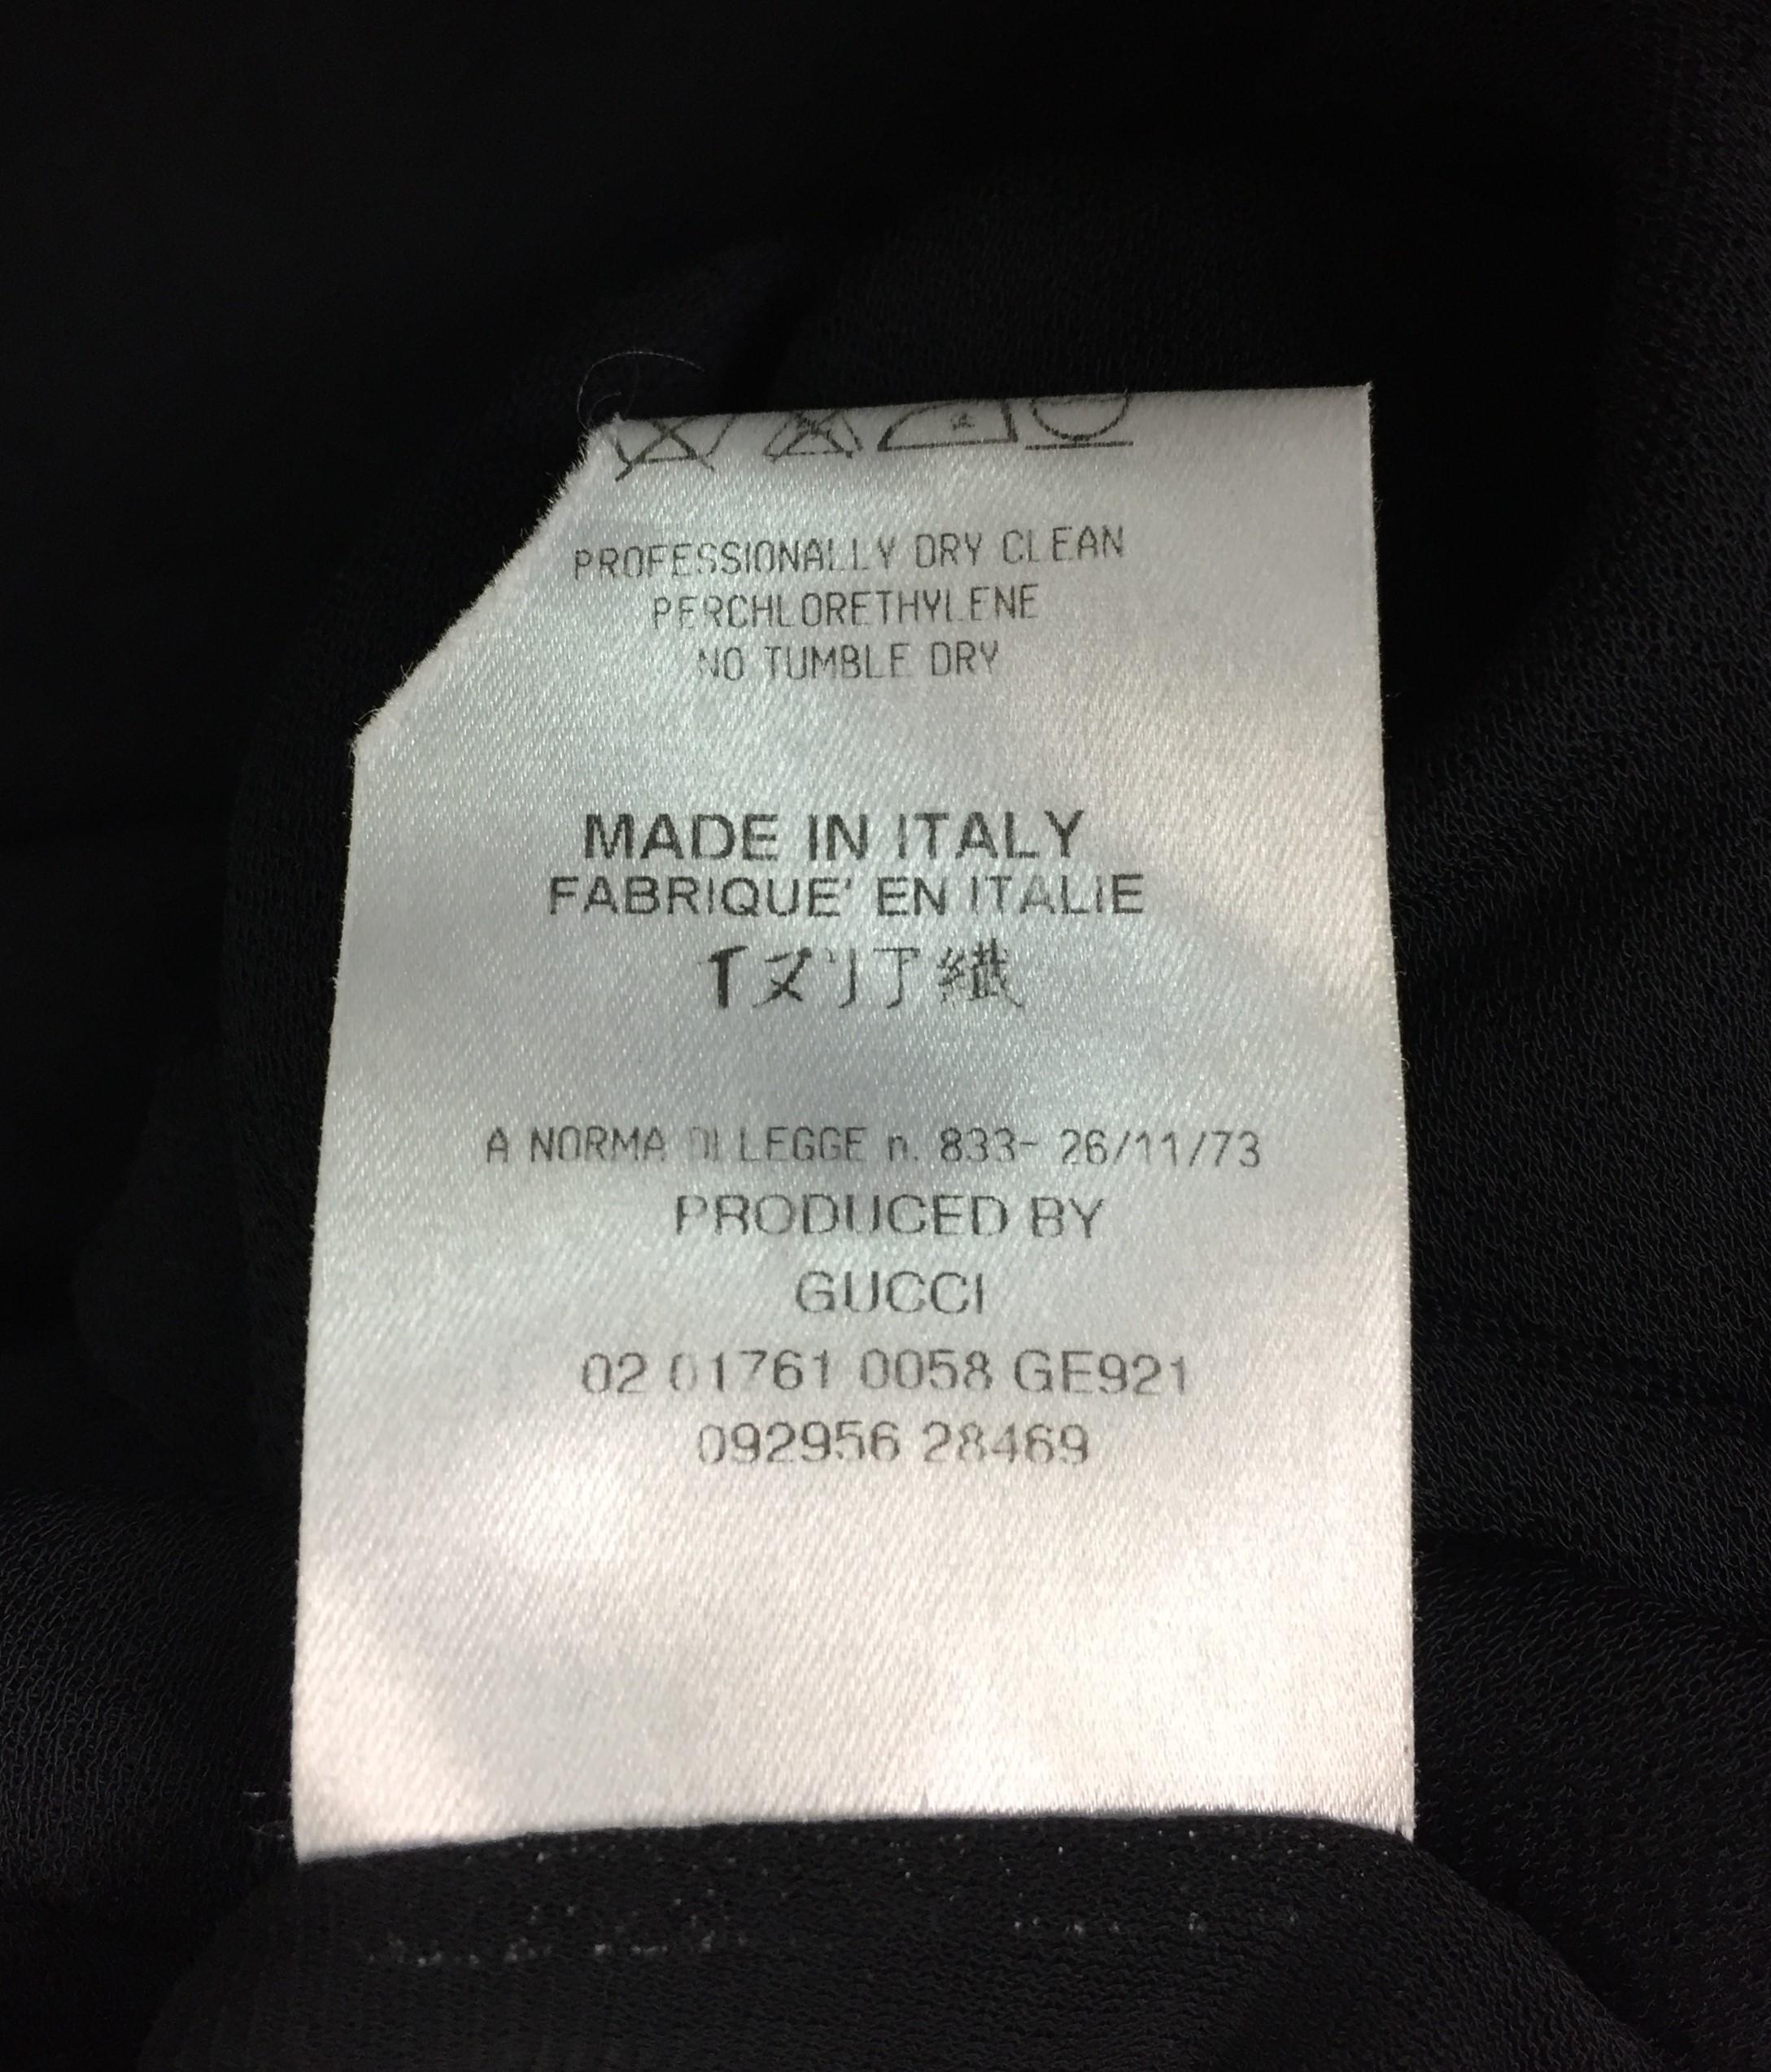 PROFESSIONALLY DRY CLEAN
PERCHLORETHYLENE
NO TUMBLE DRY
MADE IN ITALY
FABRIQUE' EN ITALIE
A NORMA DI LEGGE n. 833- 26/11/73
PRODUCED BY
GUCCI
02 01761 0058 GE921
092956 28469